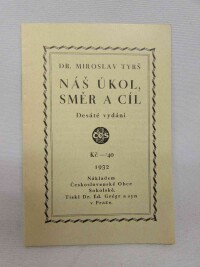 DR. MIROSLAV TYRŠ
NÁŠ ÚKOL,
SMĚR A CÍL
Desáté vydání
ČOS
Kč —·40
1932
Nákladem
Československé Obce
Sokolské.
Tiskl Dr. Ed. Grégr a syn
v Praze.